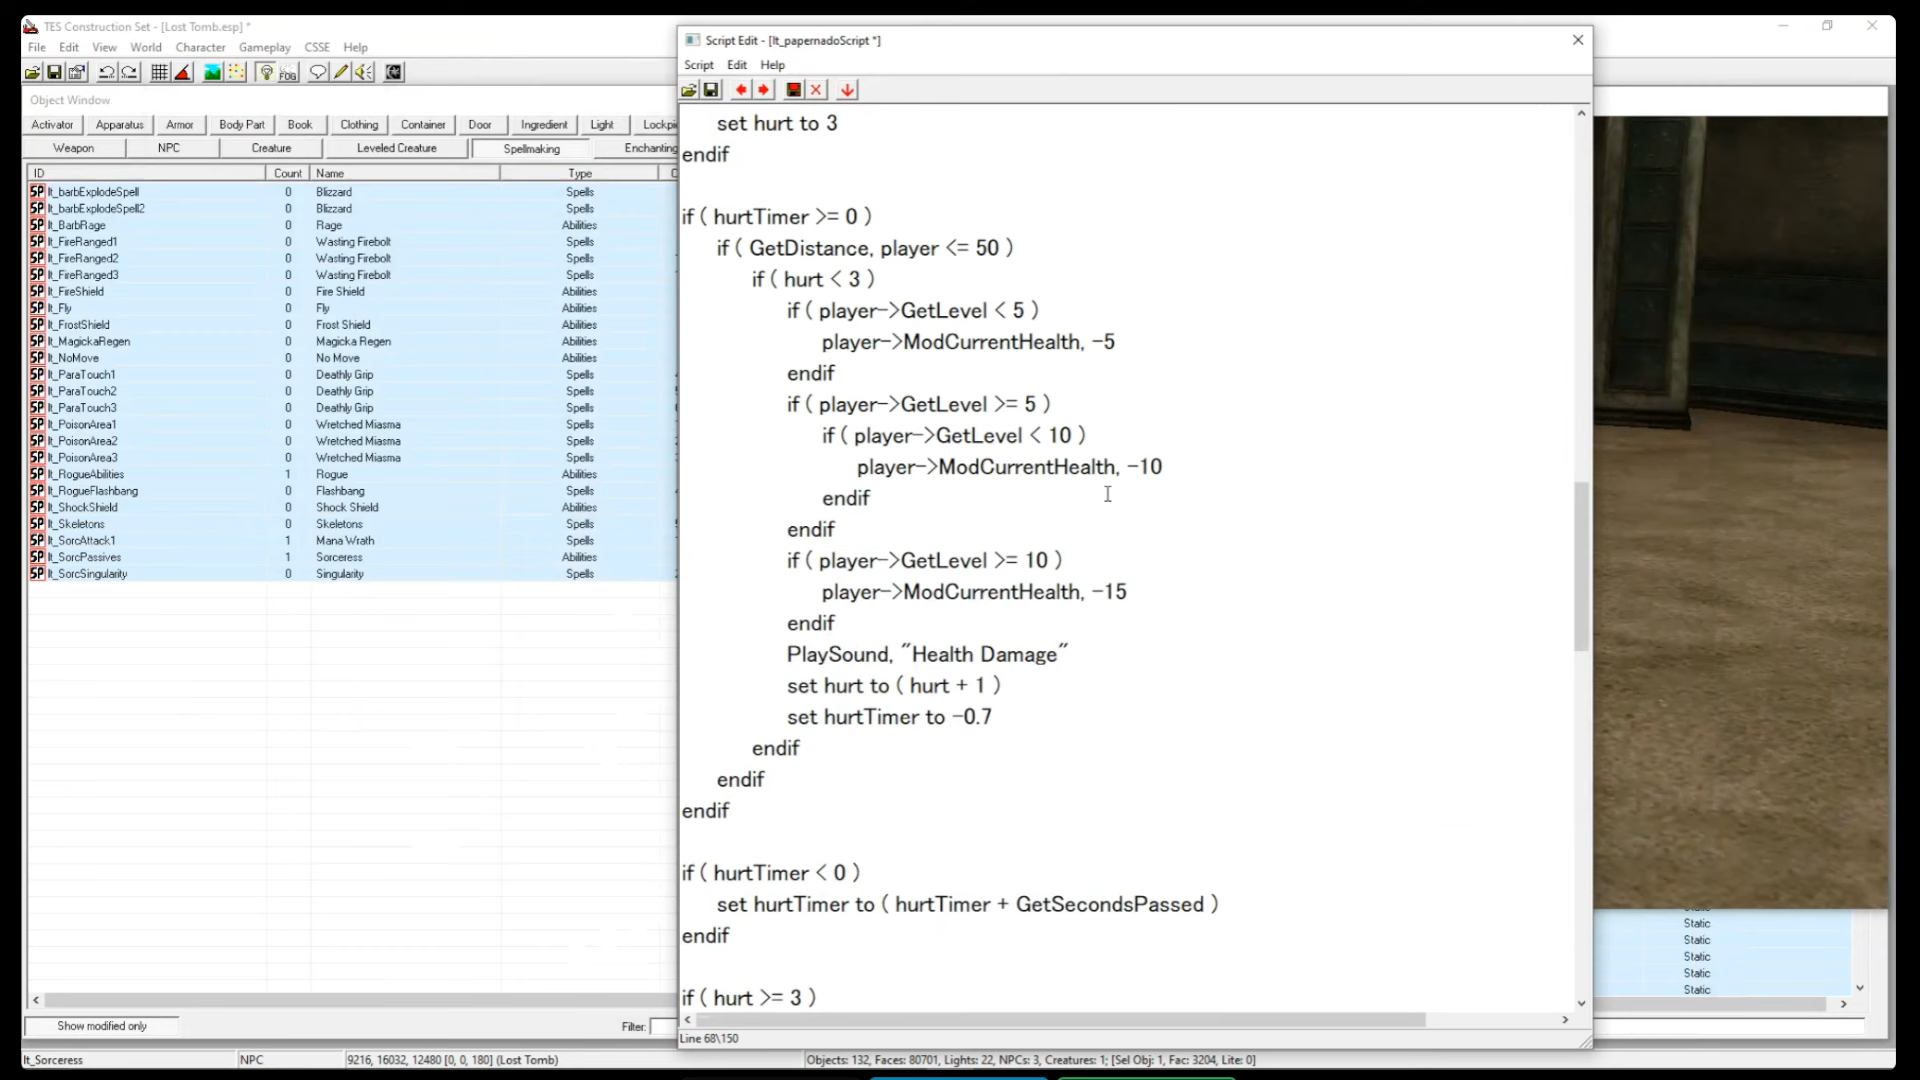 TES Construction Set - [Lost Tomb.esp] *
File Edit View World Character Gameplay CSSE Help
Object Window
Activator Apparatus Armor Body Part Book Clothing Container Door Ingredient Light
Weapon NPC Creature Leveled Creature Spellmaking
ID Count Name Type
lt_barbExplodeSpell 0 Blizzard Spells
lt_barbExplodeSpell2 0 Blizzard Spells
lt_BarbRage 0 Rage Abilities
lt_FireRanged1 0 Wasting Firebolt Spells
lt_FireRanged2 0 Wasting Firebolt Spells
lt_FireRanged3 0 Wasting Firebolt Spells
lt_FireShield 0 Fire Shield Abilities
lt_Fly 0 Fly Abilities
lt_FrostShield 0 Frost Shield Abilities
lt_MagickaRegen 0 Magicka Regen Abilities
lt_NoMove 0 No Move Abilities
lt_ParaTouch1 0 Deathly Grip Spells
lt_ParaTouch2 0 Deathly Grip Spells
lt_ParaTouch3 0 Deathly Grip Spells
lt_PoisonArea1 0 Wretched Miasma Spells
lt_PoisonArea2 0 Wretched Miasma Spells
lt_PoisonArea3 0 Wretched Miasma Spells
lt_RogueAbilities 1 Rogue Abilities
lt_RogueFlashbang 0 Flashbang Spells
lt_ShockShield 0 Shock Shield Abilities
lt_Skeletons 0 Skeletons Spells
lt_SorcAttack1 1 Mana Wrath Spells
lt_SorcPassives 1 Sorceress Abilities
lt_SorcSingularity 0 Singularity Spells
Show modified only Filter:
Script Edit - [lt_papernadoScript *]
Script Edit Help
set hurt to 3
endif
if ( hurtTimer >= 0 )
if ( GetDistance, player <= 50 )
if ( hurt < 3 )
if ( player->GetLevel < 5 )
player->ModCurrentHealth, -5
endif
if ( player->GetLevel >= 5 )
if ( player->GetLevel < 10 )
player->ModCurrentHealth, -10
endif
endif
if ( player->GetLevel >= 10 )
player->ModCurrentHealth, -15
endif
PlaySound, "Health Damage"
set hurt to ( hurt + 1 )
set hurtTimer to -0.7
endif
endif
endif
if ( hurtTimer < 0 )
set hurtTimer to ( hurtTimer + GetSecondsPassed )
endif
if ( hurt >= 3 )
Line 68\150
Static
Static
Static
Static
Static
lt_Sorceress NPC 9216, 16032, 12480 [0, 0, 180] (Lost Tomb) Objects: 132, Faces: 80701, Lights: 22, NPCs: 3, Creatures: 1; [Sel Obj: 1, Fac: 3204, Lite: 0]